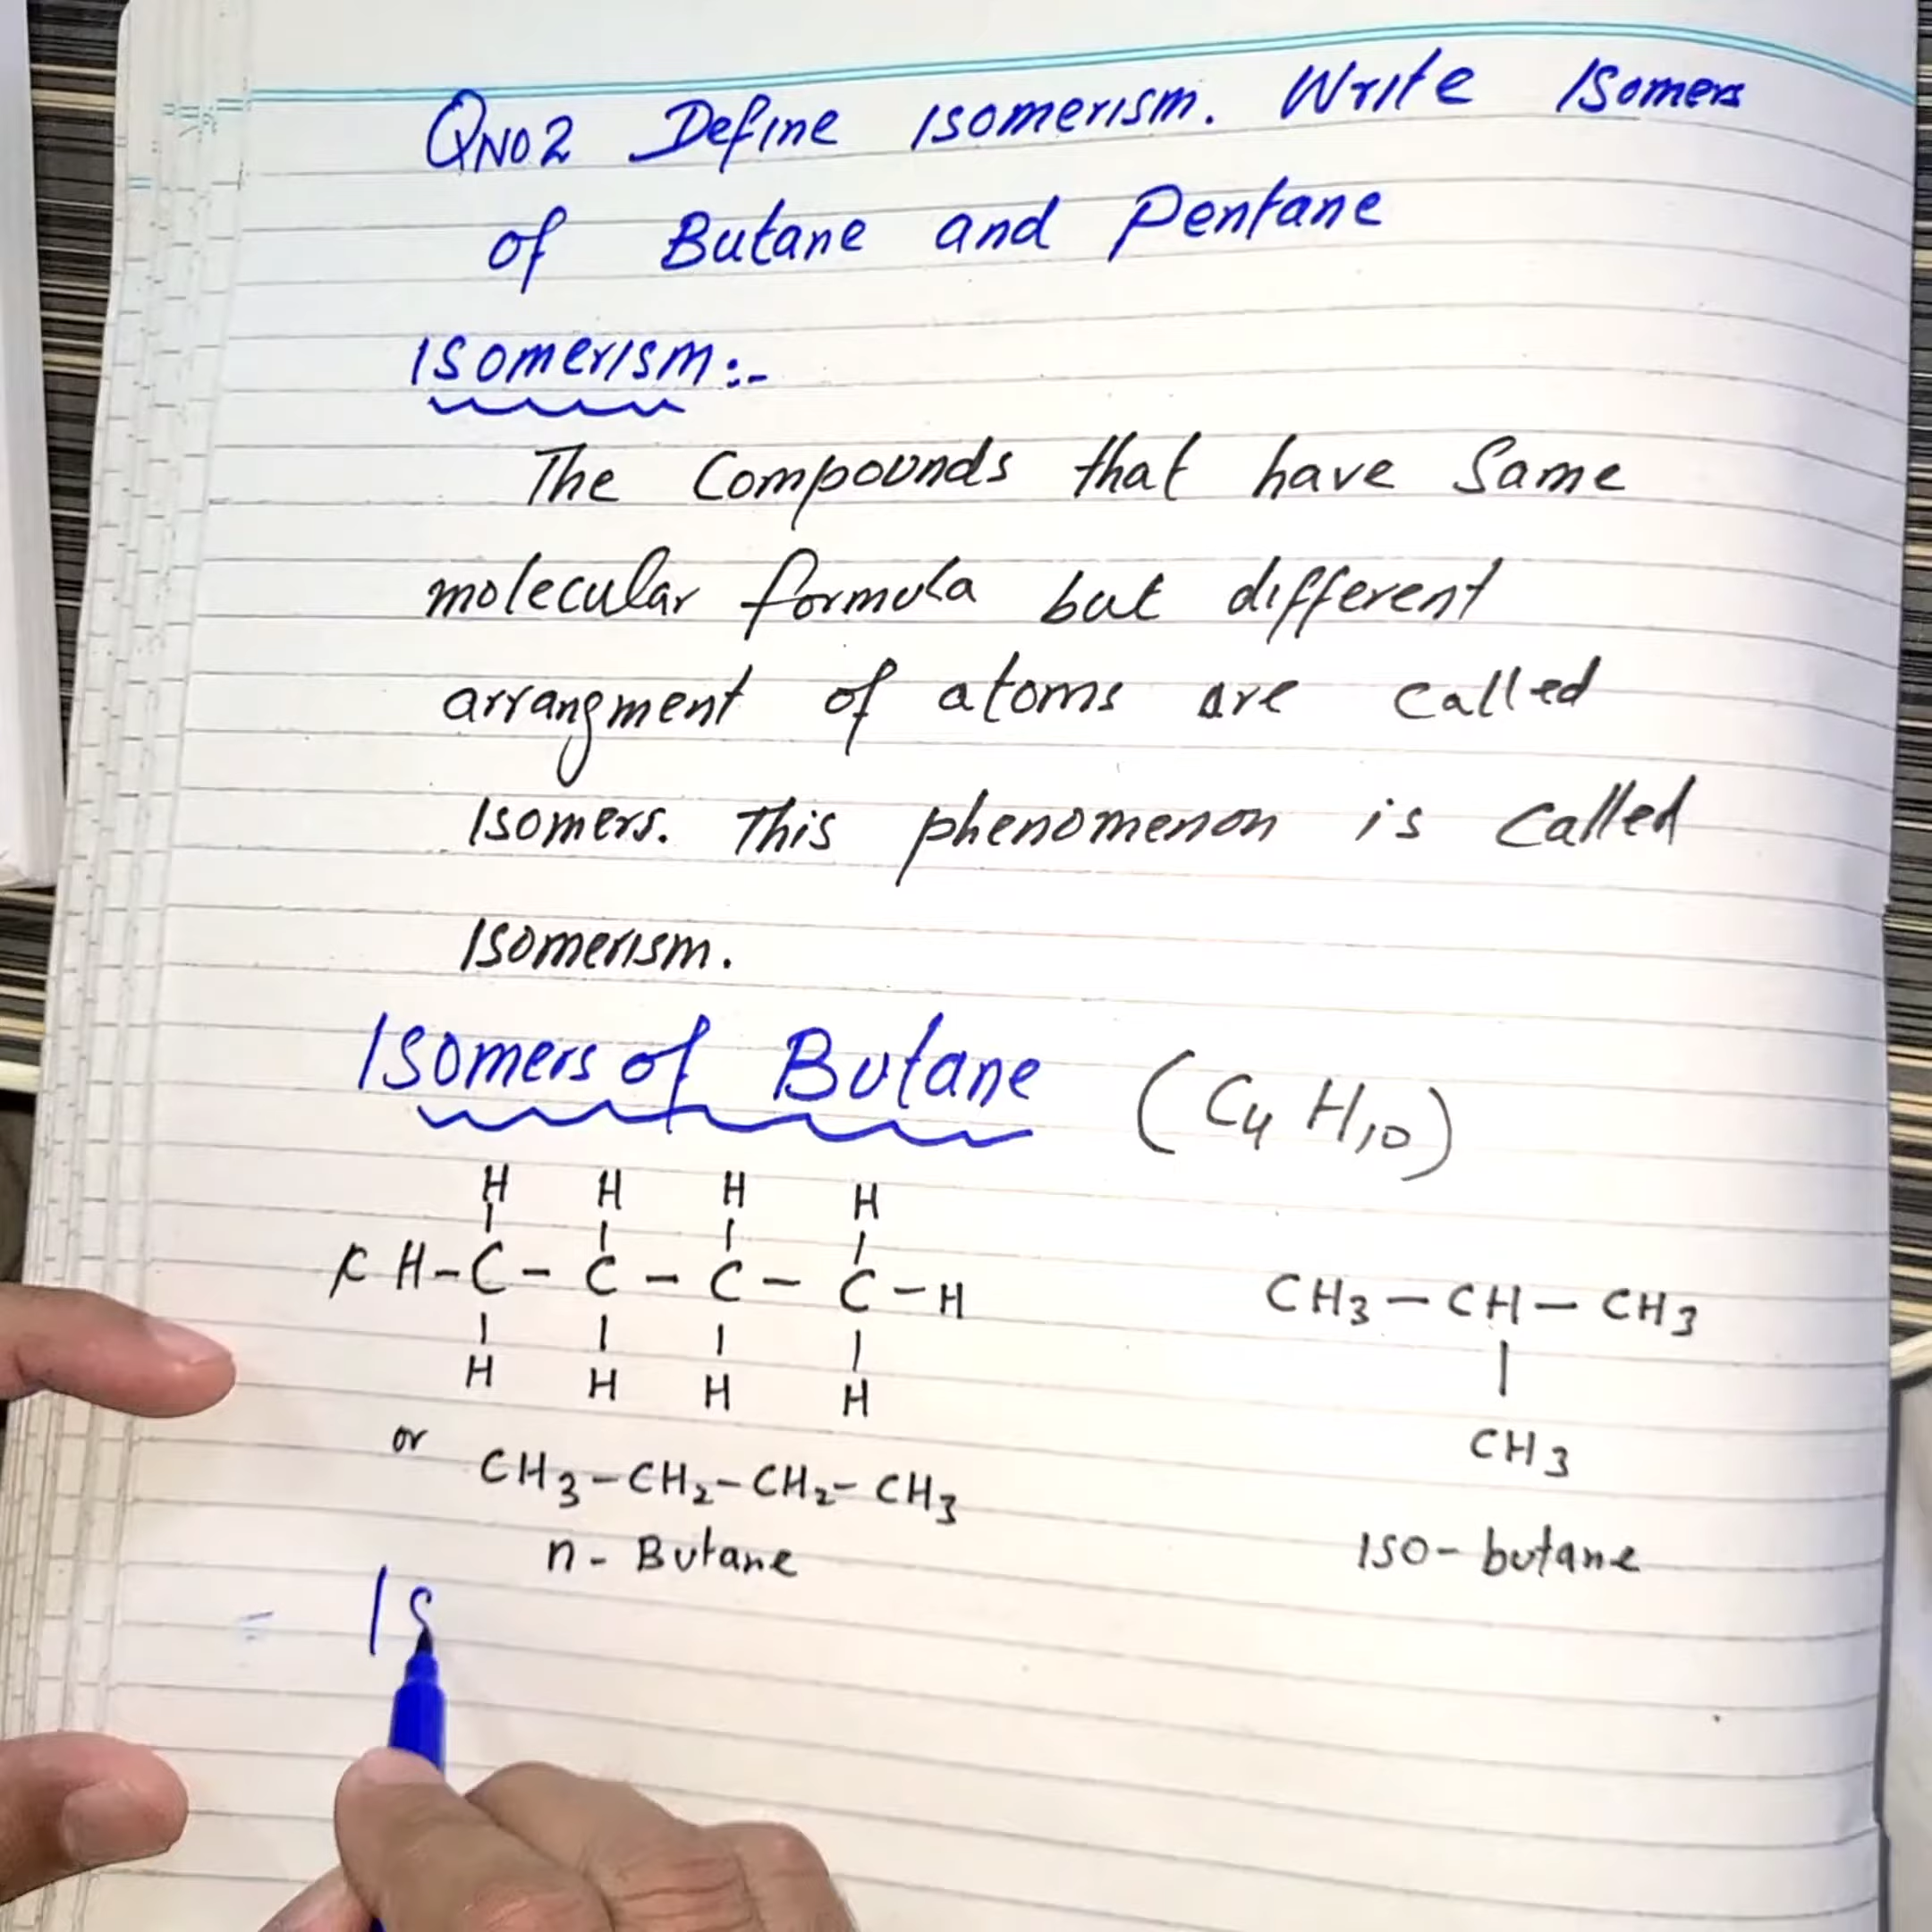 QNO2 Define isomerism. Write Isomers
of Butane and Pentane
Isomerism:-
The Compounds that have Same
molecular formula but different
arrangment of atoms are called
Isomers. This phenomenon is called
Isomerism.
Isomers of Butane (C4 H10)
H H H H
H-C-C-C-C-H
H H H H
CH3-CH-CH3
CH3
or CH3-CH2-CH2-CH3
n-Butane
Iso-butane
Is